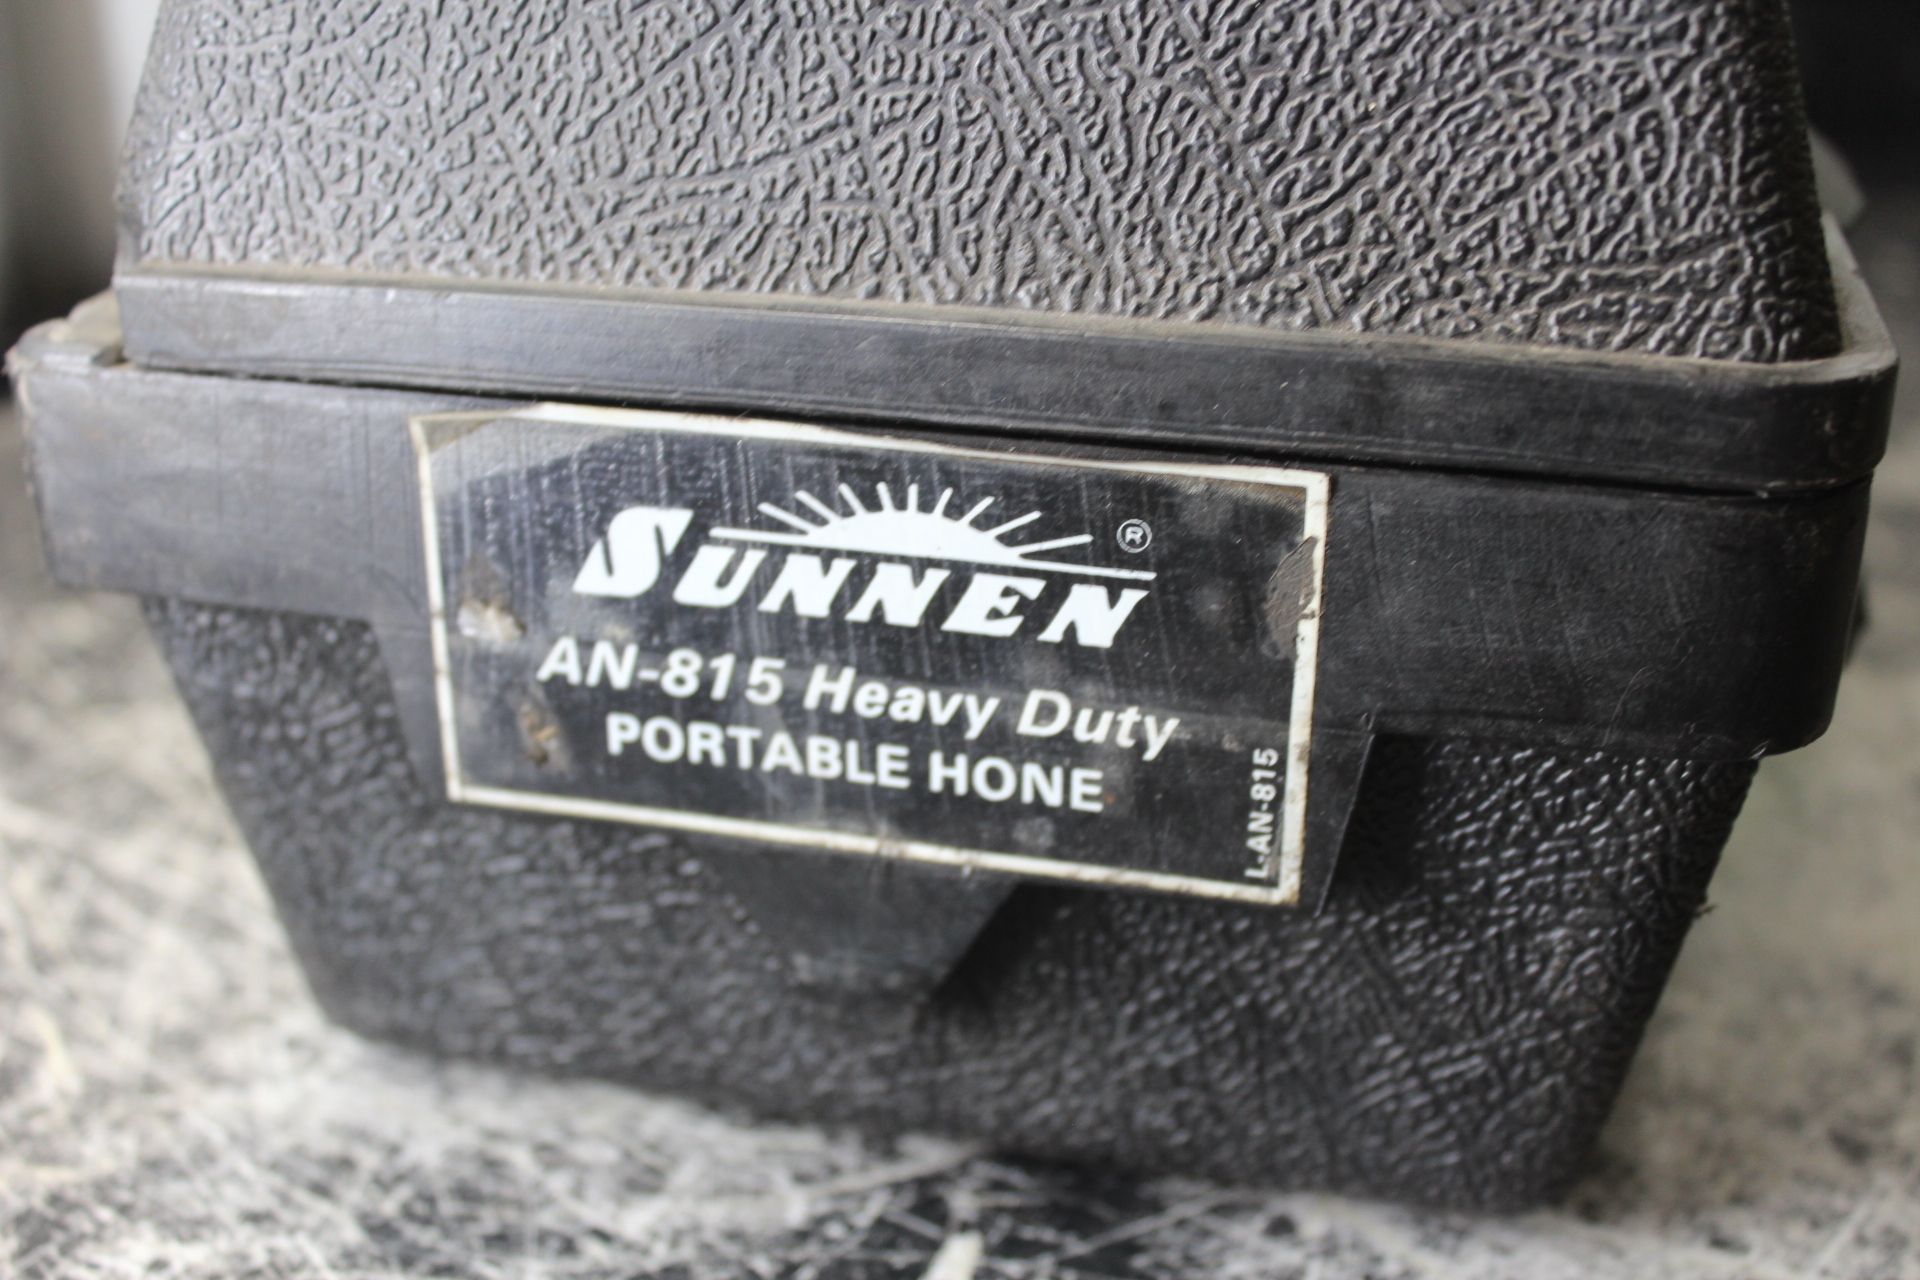 SUNNEN ®
AN-815 Heavy Duty
PORTABLE HONE
L-AN-815